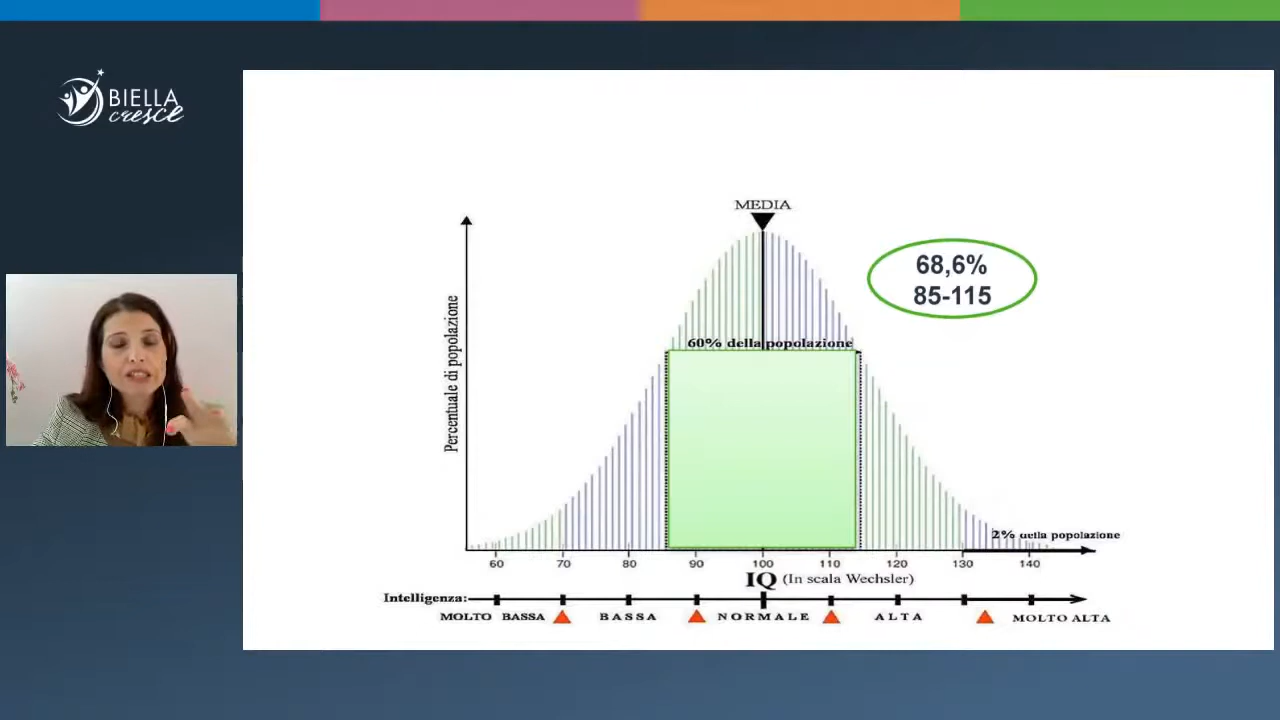 BIELLA
cresce
MEDIA
68,6%
85-115
Percentuale di popolazione
60% della popolazione
2% della popolazione
60 70 80 90 100 110 120 130 140
IQ (In scala Wechsler)
Intelligenza:
MOLTO BASSA BASSA NORMALE ALTA MOLTO ALTA